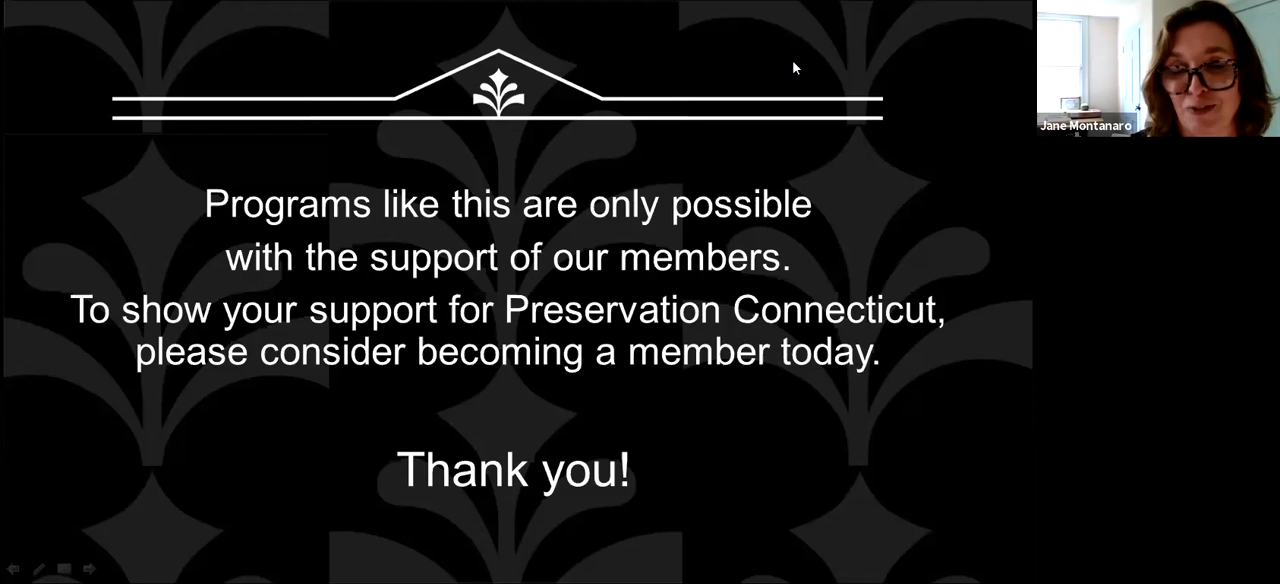 Programs like this are only possible
with the support of our members.
To show your support for Preservation Connecticut,
please consider becoming a member today.
Thank you!
Jane Montanaro